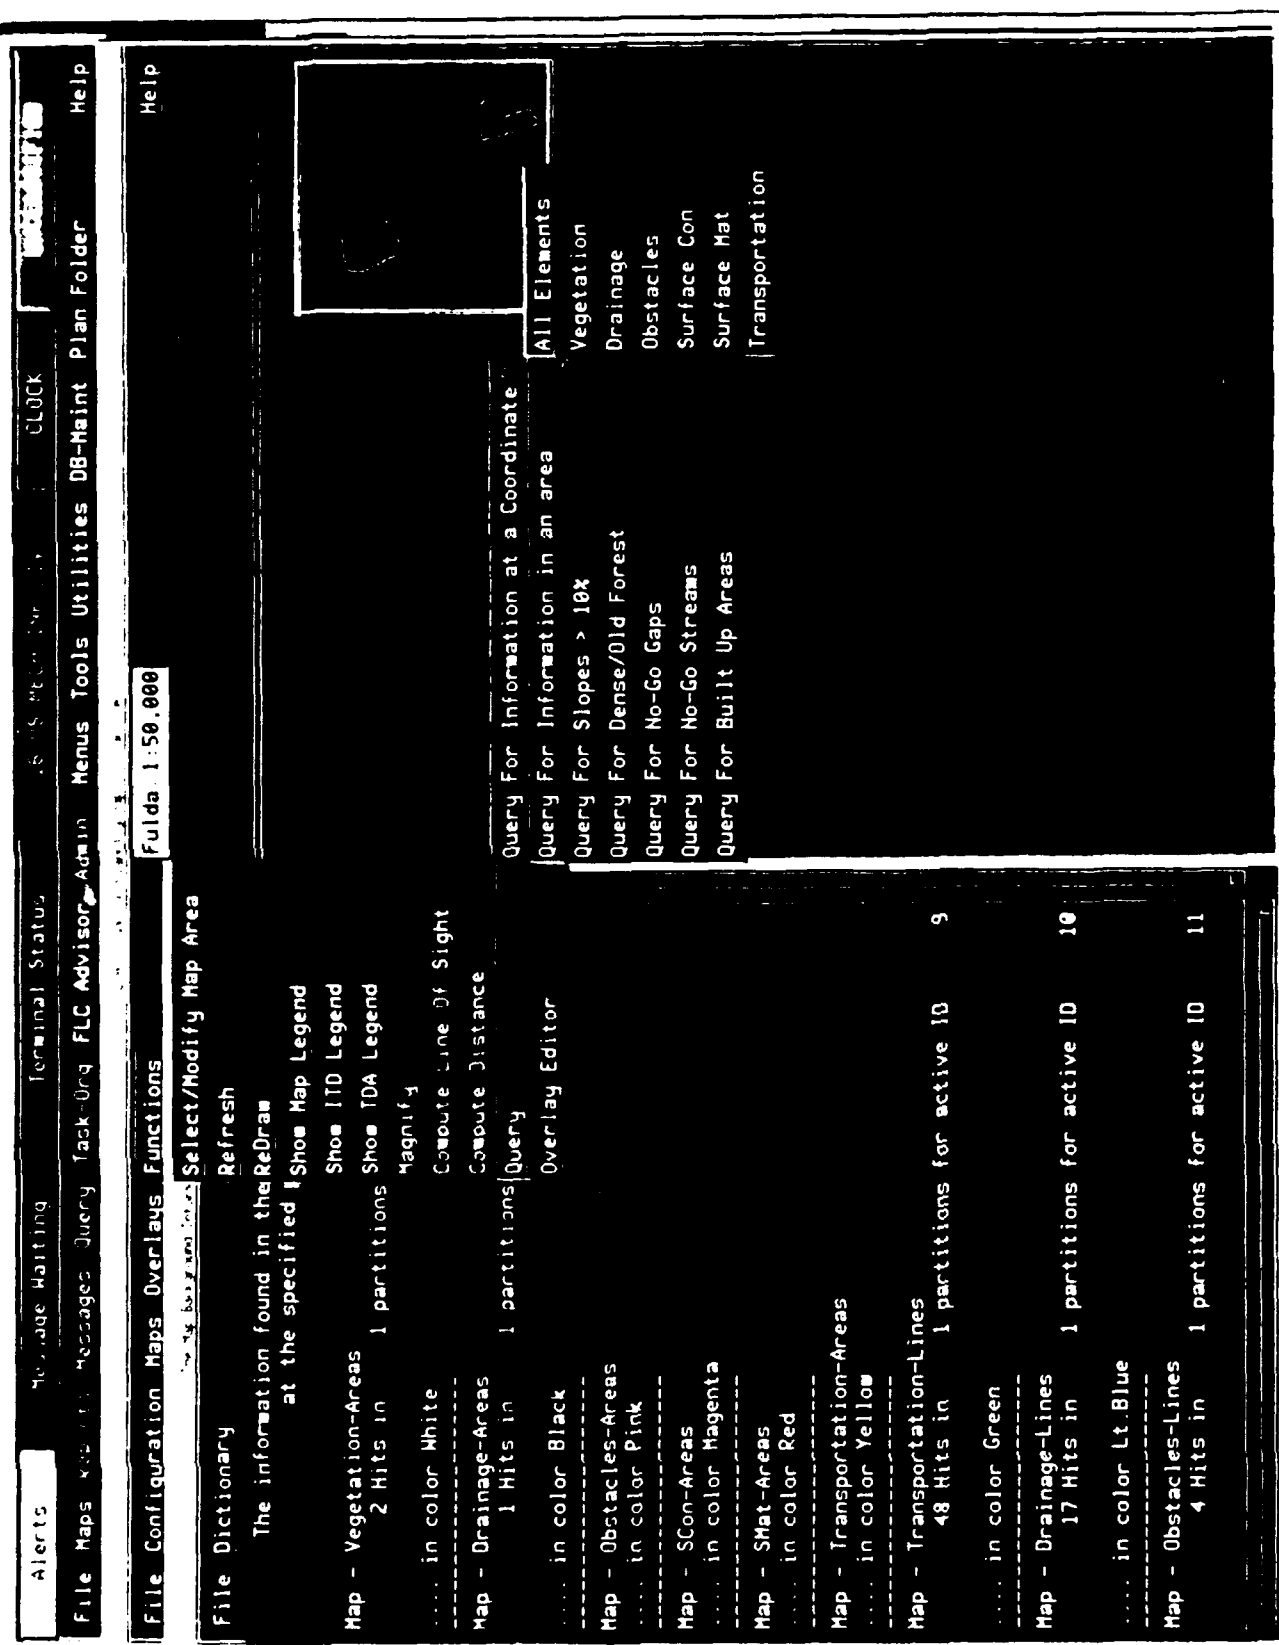 Alerts
Message Waiting
Terminal Status
CLOCK
File Maps Messages Query Task-Org FLC Advisor Admin Menus Tools Utilities DB-Maint Plan Folder Help
Fulda 1:50.000
File Configuration Maps Overlays Functions Help
Select/Modify Map Area
Refresh
ReDraw
Show Map Legend
Show ITD Legend
Show TDA Legend
Magnify
Compute Line Of Sight
Compute Distance
Query
Overlay Editor
Query For Information at a Coordinate
Query For Information in an area
Query For Slopes > 10%
Query For Dense/Old Forest
Query For No-Go Gaps
Query For No-Go Streams
Query For Built Up Areas
All Elements
Vegetation
Drainage
Obstacles
Surface Con
Surface Mat
Transportation
File Dictionary
The information found in the
at the specified
Map - Vegetation-Areas
2 Hits in 1 partitions
.... in color White
--------------------
Map - Drainage-Areas
1 Hits in 1 partitions
.... in color Black
--------------------
Map - Obstacles-Areas
.... in color Pink
--------------------
Map - SCon-Areas
.... in color Magenta
--------------------
Map - SMat-Areas
.... in color Red
--------------------
Map - Transportation-Areas
.... in color Yellow
--------------------
Map - Transportation-Lines
48 Hits in 1 partitions for active ID 9
.... in color Green
--------------------
Map - Drainage-Lines
17 Hits in 1 partitions for active ID 10
.... in color Lt.Blue
--------------------
Map - Obstacles-Lines
4 Hits in 1 partitions for active ID 11